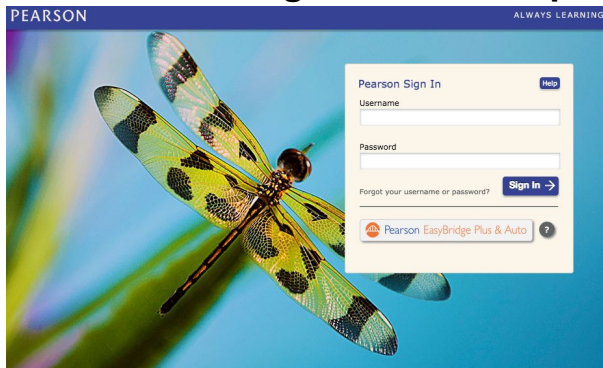 PEARSON
ALWAYS LEARNING
Pearson Sign In
Help
Username
Password
Forgot your username or password?
Sign In →
Pearson EasyBridge Plus & Auto
?